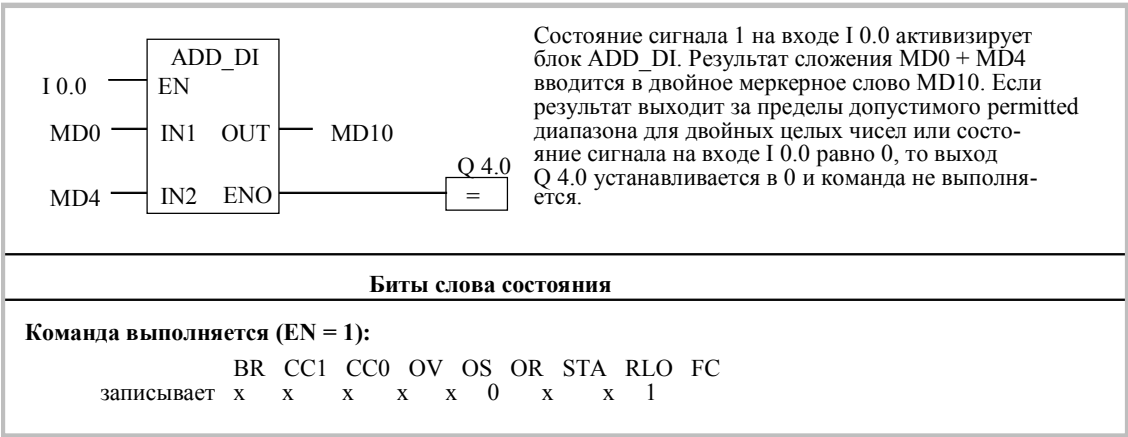 ADD_DI
I 0.0 EN
MD0 IN1 OUT MD10
Q 4.0
MD4 IN2 ENO =
Состояние сигнала 1 на входе I 0.0 активизирует
блок ADD_DI. Результат сложения MD0 + MD4
вводится в двойное меркерное слово MD10. Если
результат выходит за пределы допустимого permitted
диапазона для двойных целых чисел или состо-
яние сигнала на входе I 0.0 равно 0, то выход
Q 4.0 устанавливается в 0 и команда не выполня-
ется.
Биты слова состояния
Команда выполняется (EN = 1):
BR CC1 CC0 OV OS OR STA RLO FC
записывает x x x x x 0 x x 1